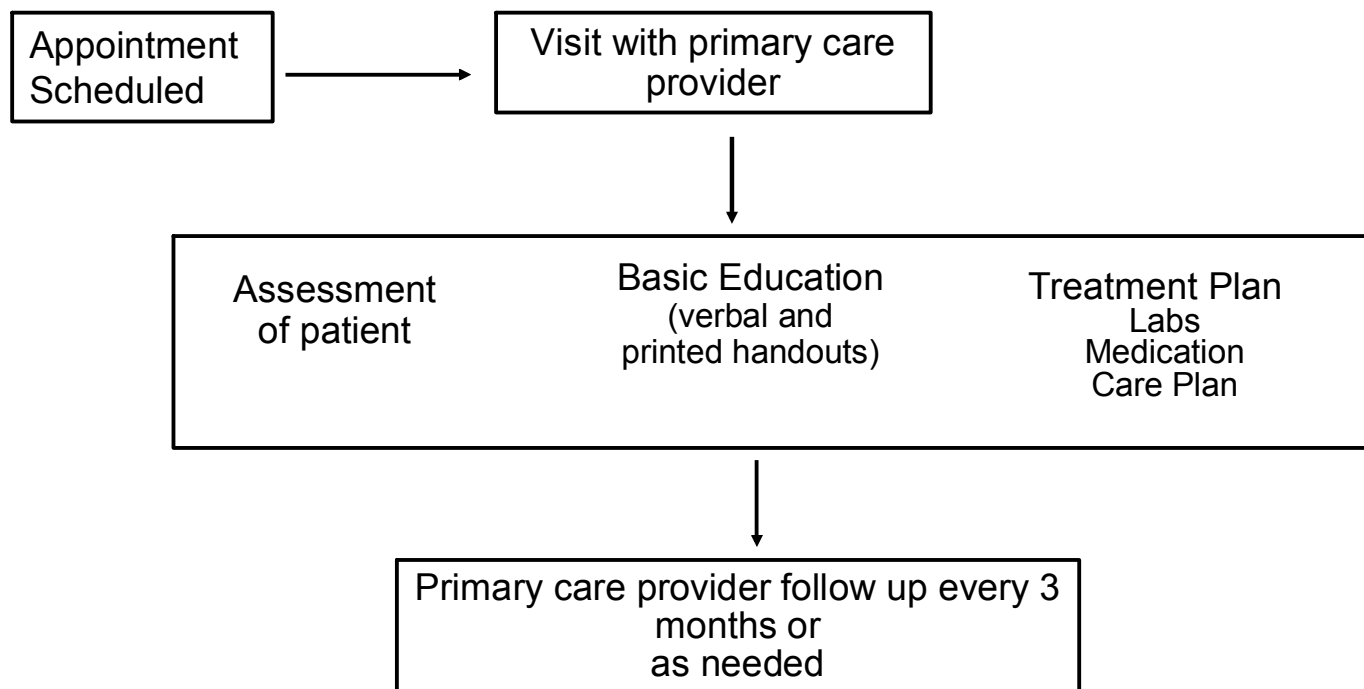 Appointment
Scheduled
Visit with primary care
provider
Assessment
of patient
Basic Education
(verbal and
printed handouts)
Treatment Plan
Labs
Medication
Care Plan
Primary care provider follow up every 3
months or
as needed